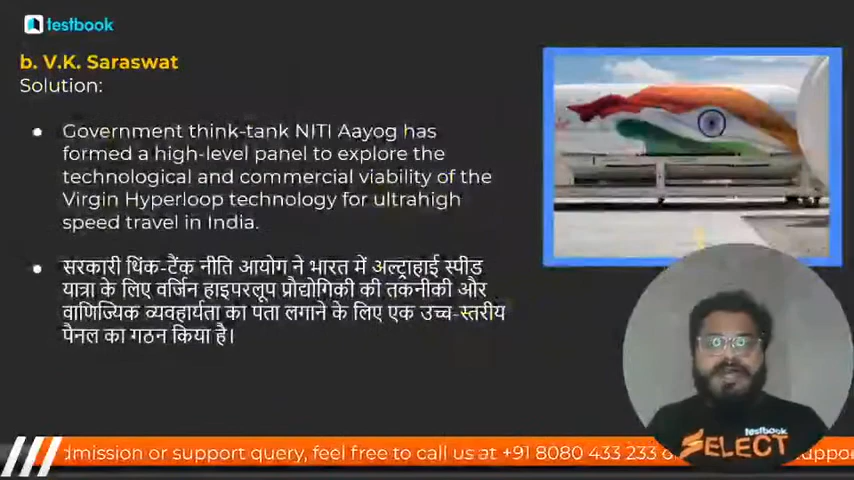 testbook
b. V.K. Saraswat
Solution:
● Government think-tank NITI Aayog has
formed a high-level panel to explore the
technological and commercial viability of the
Virgin Hyperloop technology for ultrahigh
speed travel in India.
● सरकारी थिंक-टैंक नीति आयोग ने भारत में अल्ट्राहाई स्पीड
यात्रा के लिए वर्जिन हाइपरलूप प्रौद्योगिकी की तकनीकी और
वाणिज्यिक व्यवहार्यता का पता लगाने के लिए एक उच्च-स्तरीय
पैनल का गठन किया है।
testbook
SELECT
dmission or support query, feel free to call us at +91 8080 433 233 o